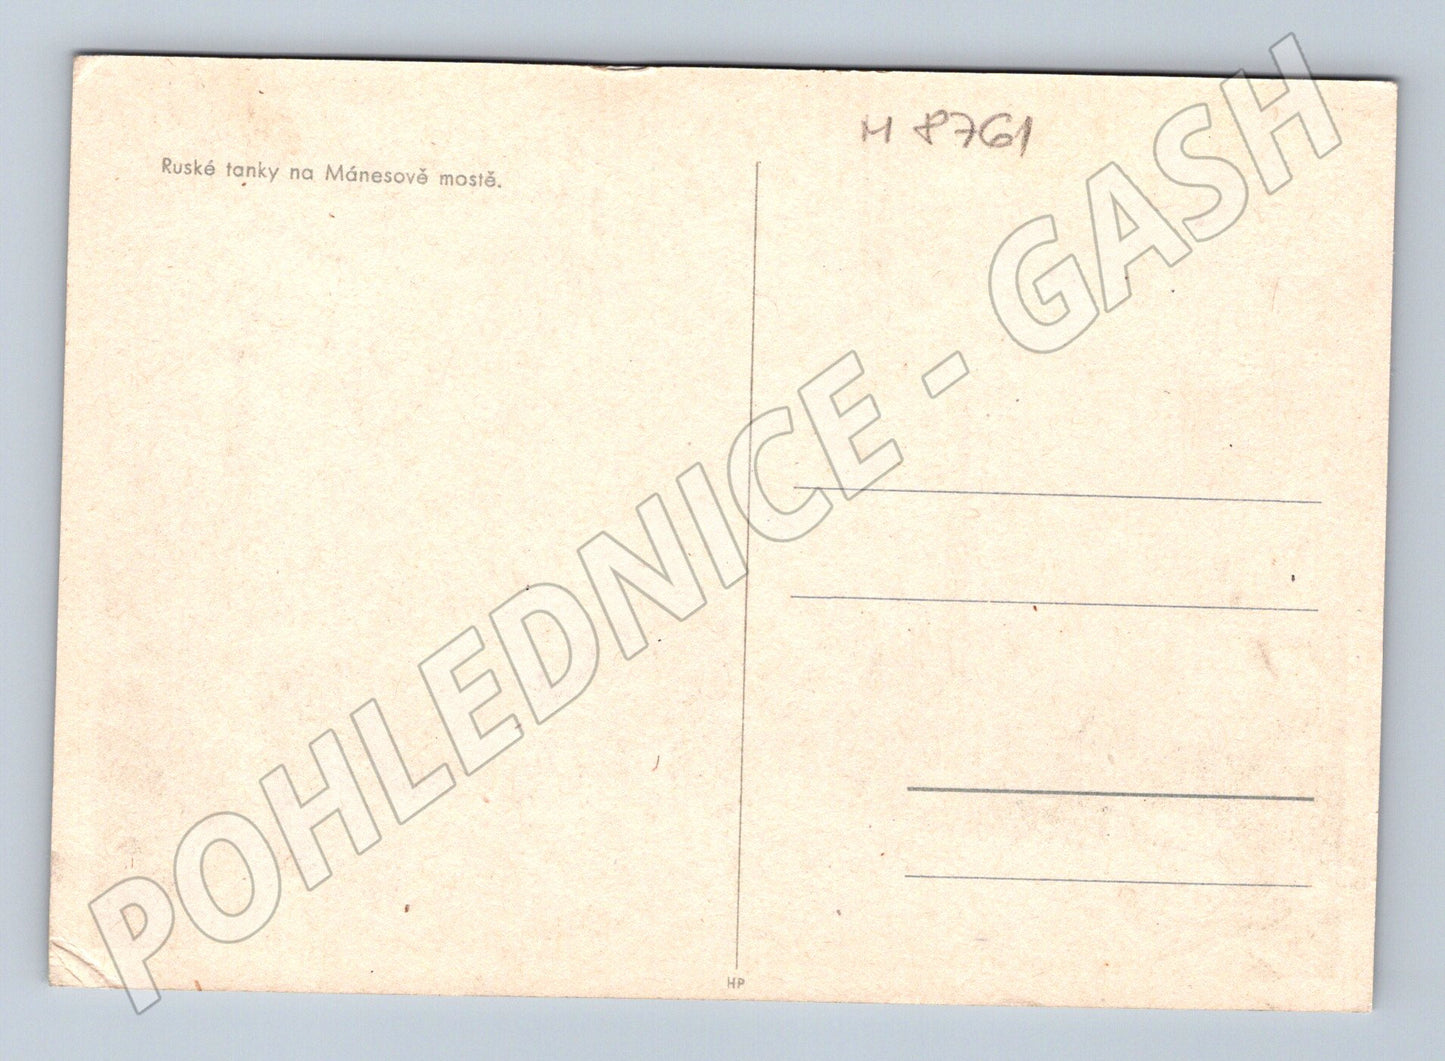 M 8761
Ruské tanky na Mánesově mostě.
POHLEDNICE - GASH
HP